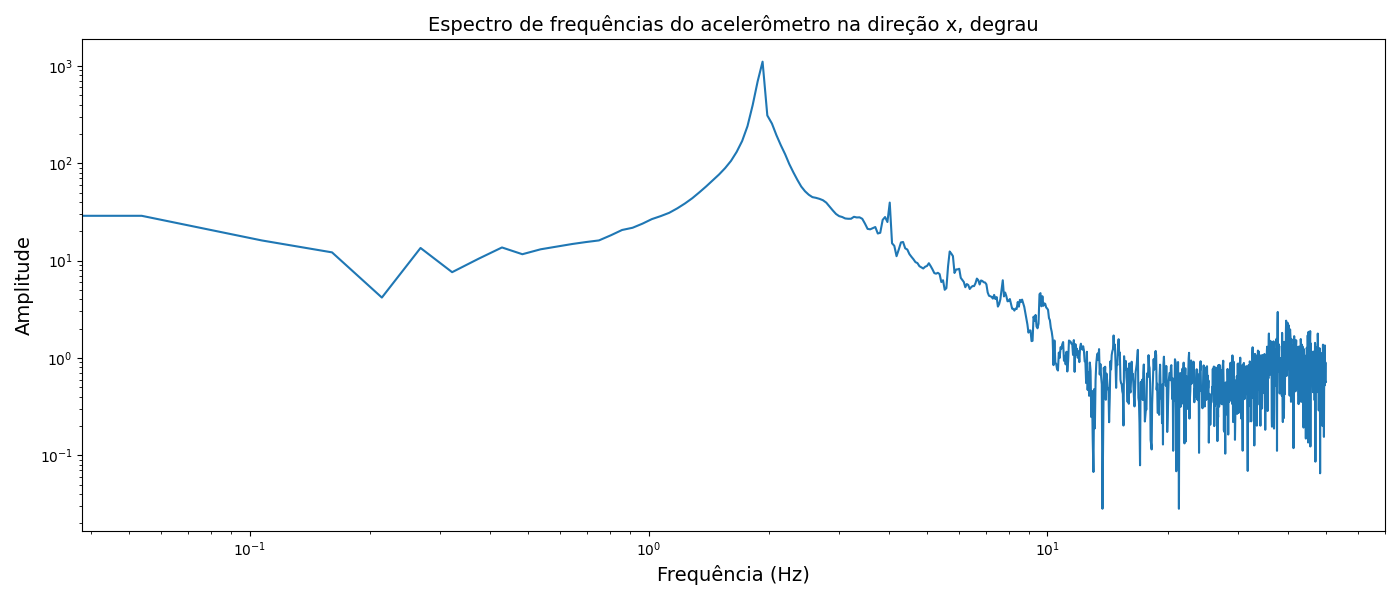 Espectro de frequências do acelerômetro na direção x, degrau
Amplitude
10³
10²
10¹
10⁰
10⁻¹
10⁻¹
10⁰
10¹
Frequência (Hz)